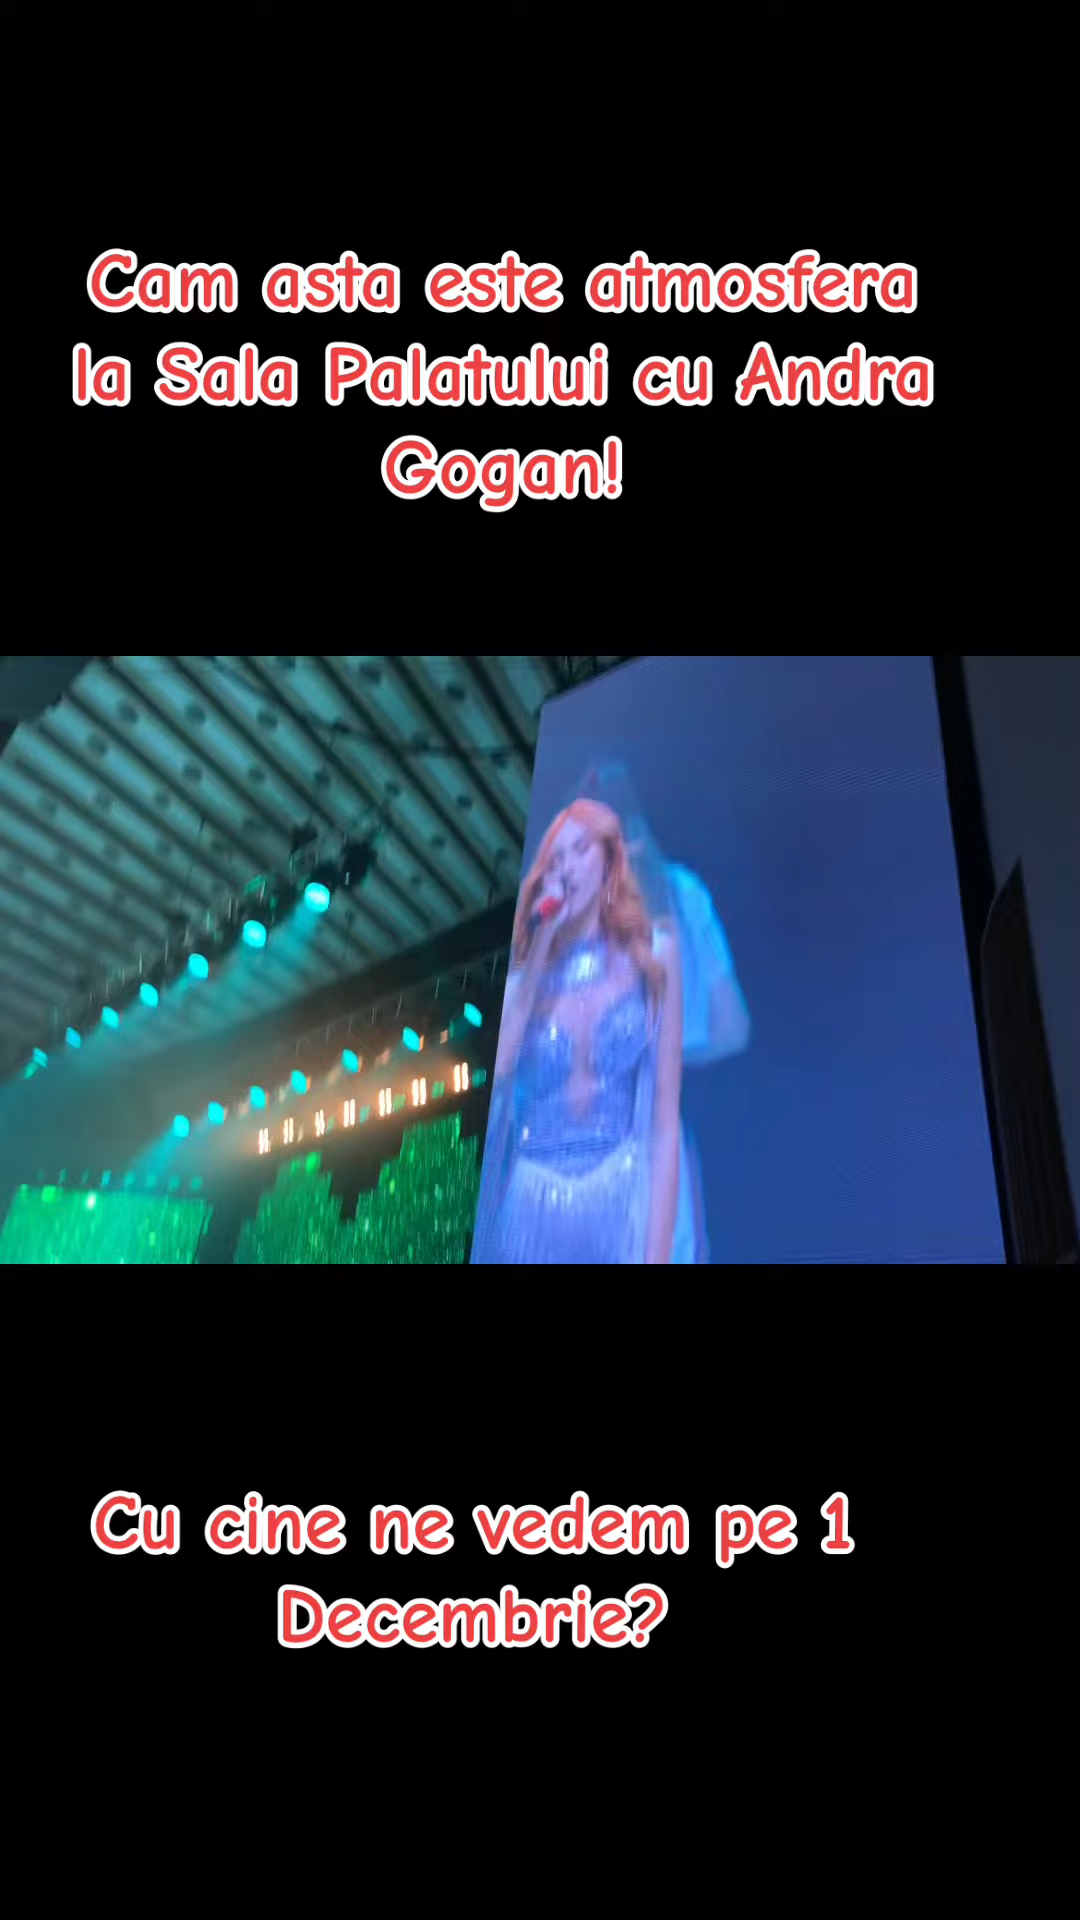 Cam asta este atmosfera
la Sala Palatului cu Andra
Gogan!
Cu cine ne vedem pe 1
Decembrie?